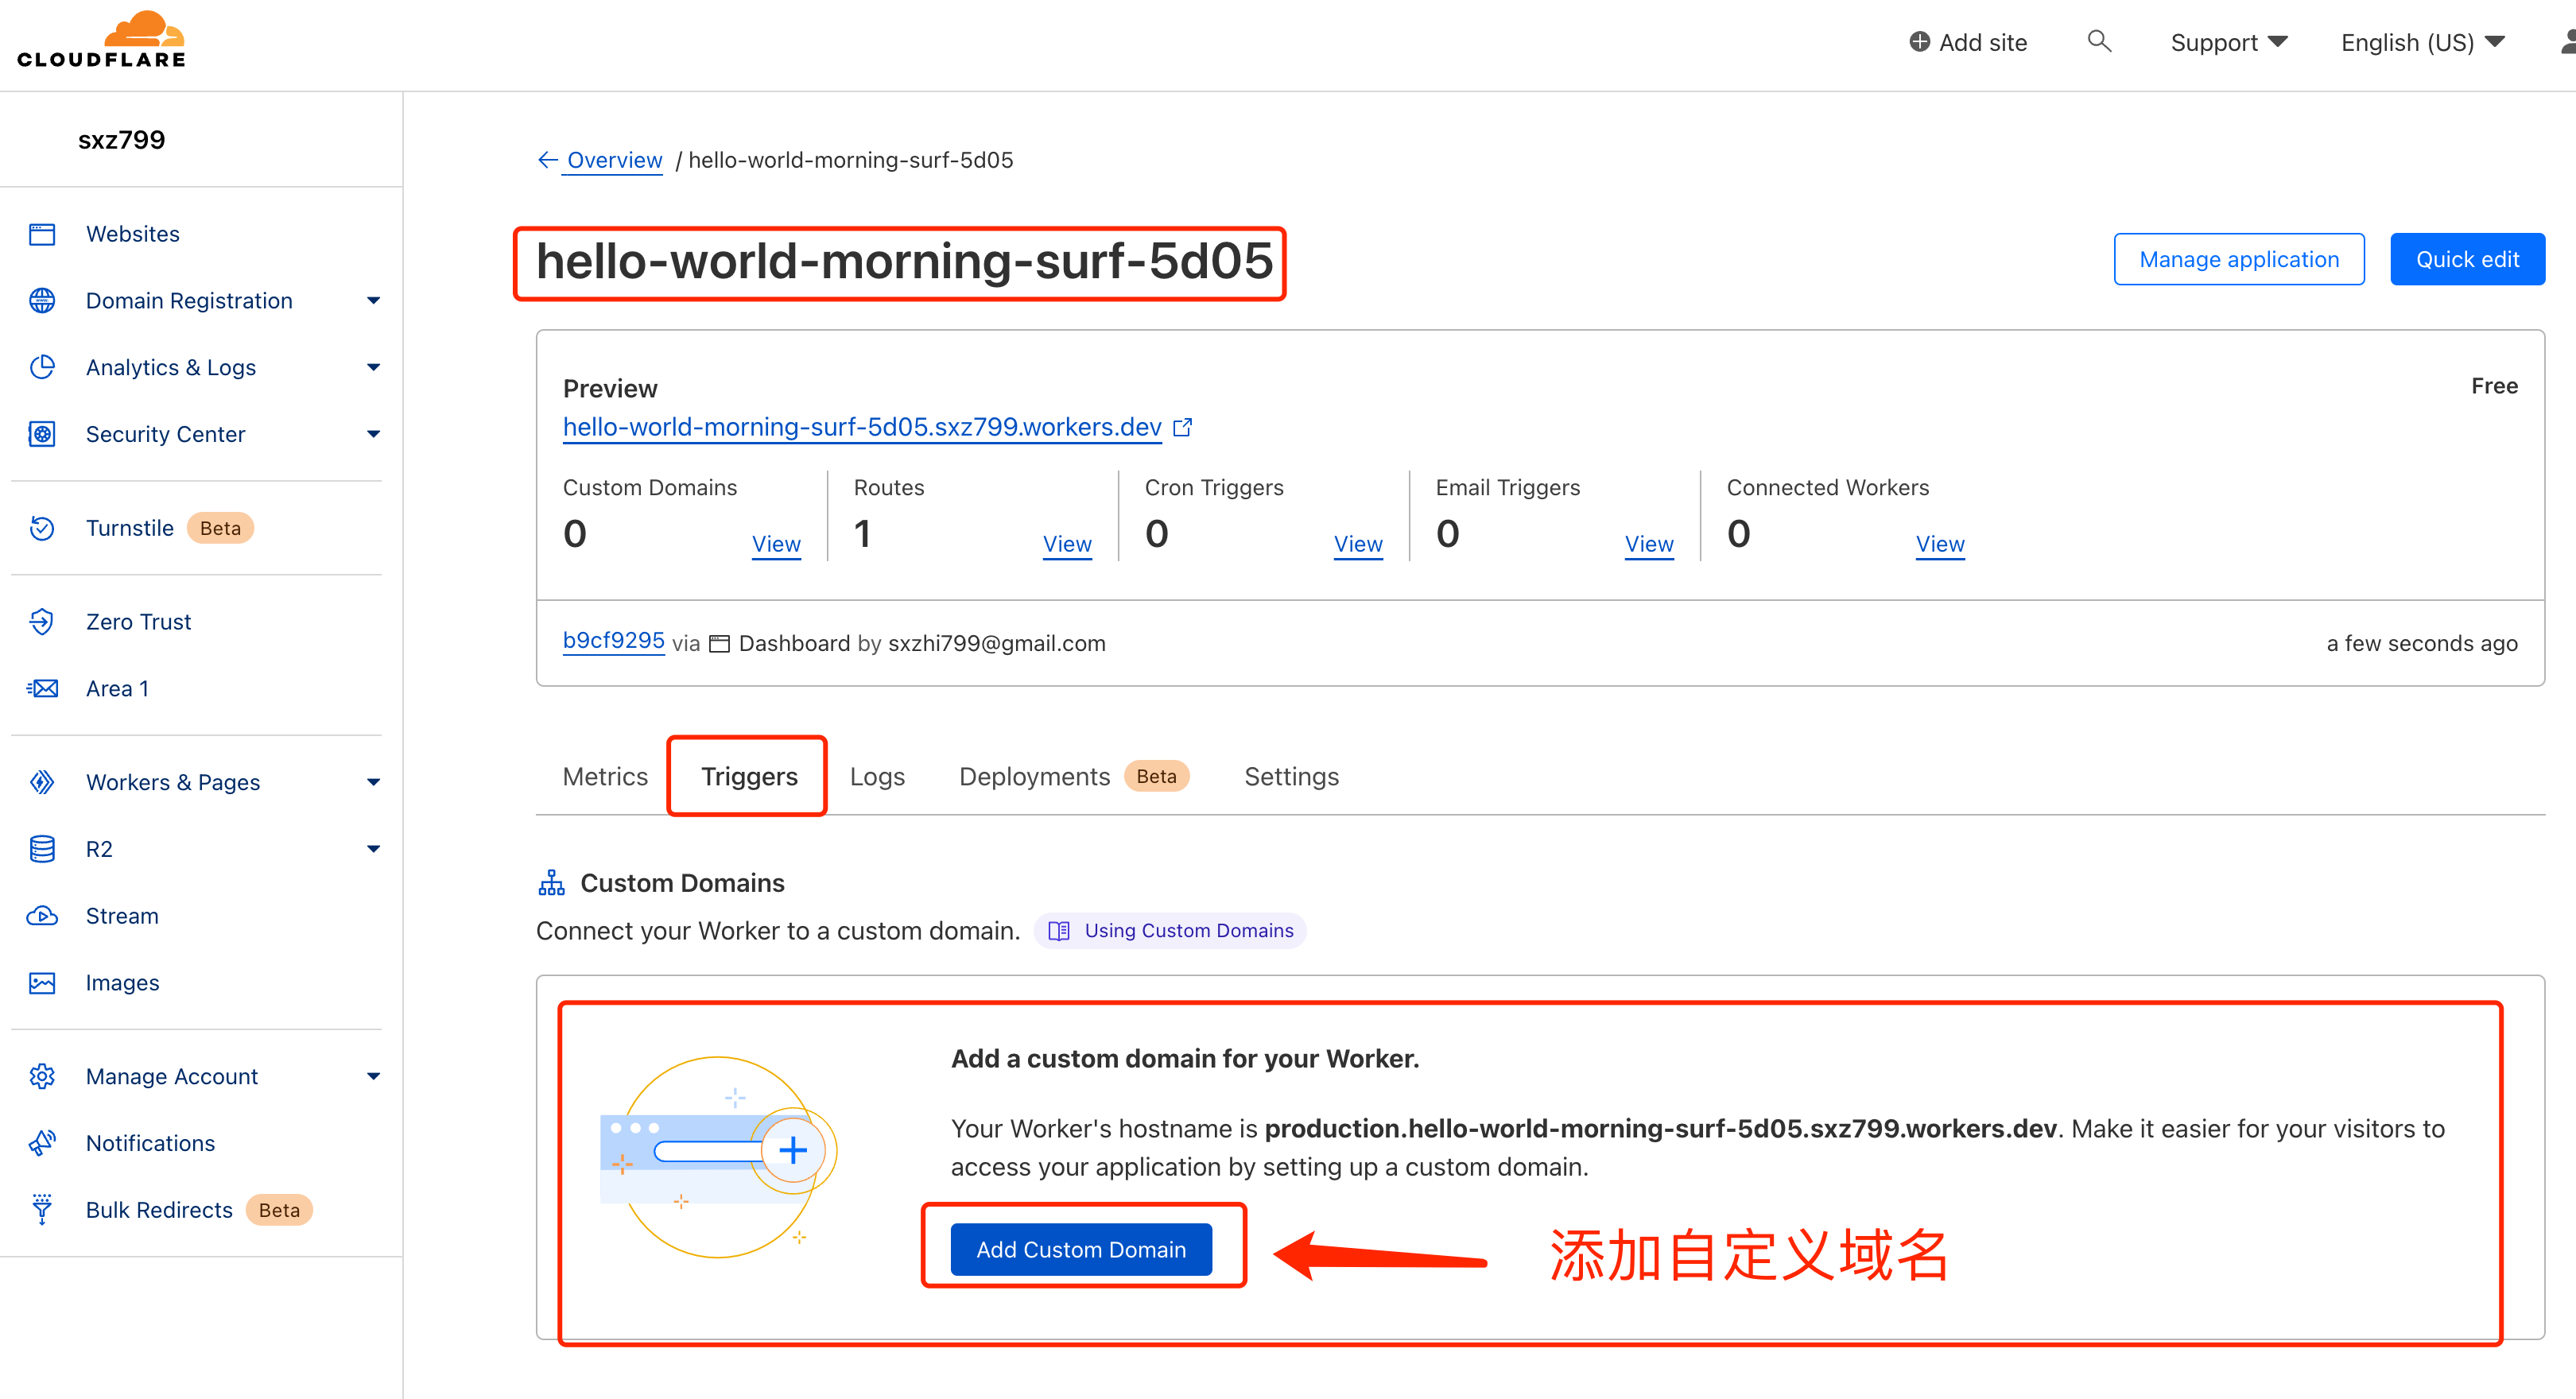 CLOUDFLARE
Add site
Support
English (US)
sxz799
Websites
Domain Registration
Analytics & Logs
Security Center
Turnstile Beta
Zero Trust
Area 1
Workers & Pages
R2
Stream
Images
Manage Account
Notifications
Bulk Redirects Beta
← Overview / hello-world-morning-surf-5d05
hello-world-morning-surf-5d05
Manage application
Quick edit
Preview
Free
hello-world-morning-surf-5d05.sxz799.workers.dev
Custom Domains
0
View
Routes
1
View
Cron Triggers
0
View
Email Triggers
0
View
Connected Workers
0
View
b9cf9295 via Dashboard by sxzhi799@gmail.com
a few seconds ago
Metrics
Triggers
Logs
Deployments Beta
Settings
Custom Domains
Connect your Worker to a custom domain.
Using Custom Domains
Add a custom domain for your Worker.
Your Worker's hostname is production.hello-world-morning-surf-5d05.sxz799.workers.dev. Make it easier for your visitors to
access your application by setting up a custom domain.
Add Custom Domain
添加自定义域名